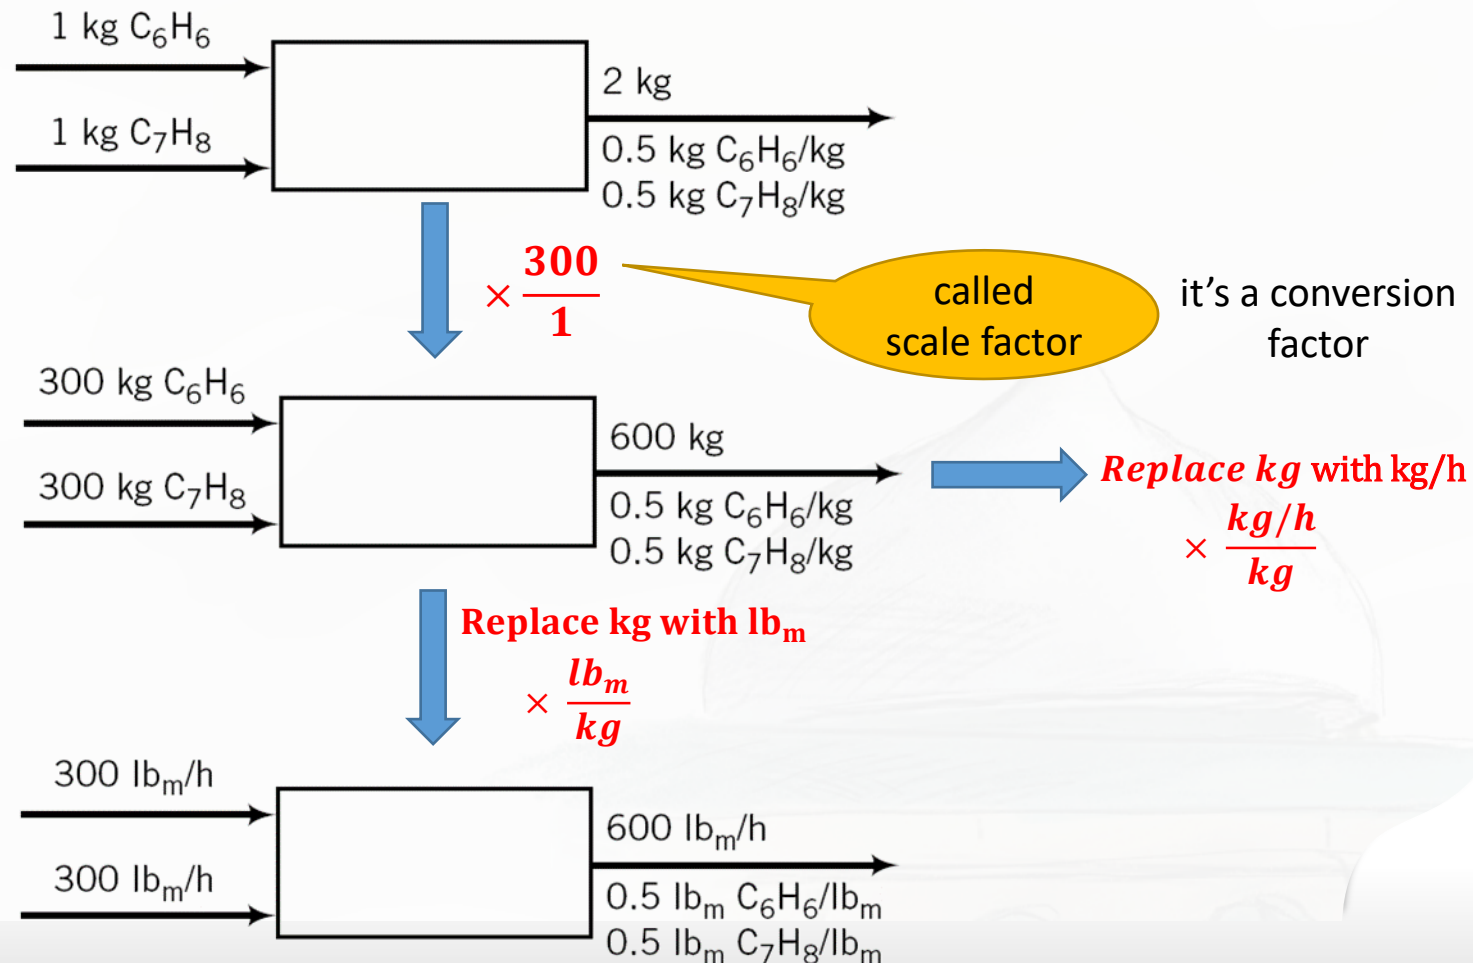 1 kg C₆H₆
1 kg C₇H₈
2 kg
0.5 kg C₆H₆/kg
0.5 kg C₇H₈/kg
× 300/1
called
scale factor
it's a conversion
factor
300 kg C₆H₆
300 kg C₇H₈
600 kg
0.5 kg C₆H₆/kg
0.5 kg C₇H₈/kg
Replace kg with kg/h
× kg/h / kg
Replace kg with lbₘ
× lbₘ/kg
300 lbₘ/h
300 lbₘ/h
600 lbₘ/h
0.5 lbₘ C₆H₆/lbₘ
0.5 lbₘ C₇H₈/lbₘ